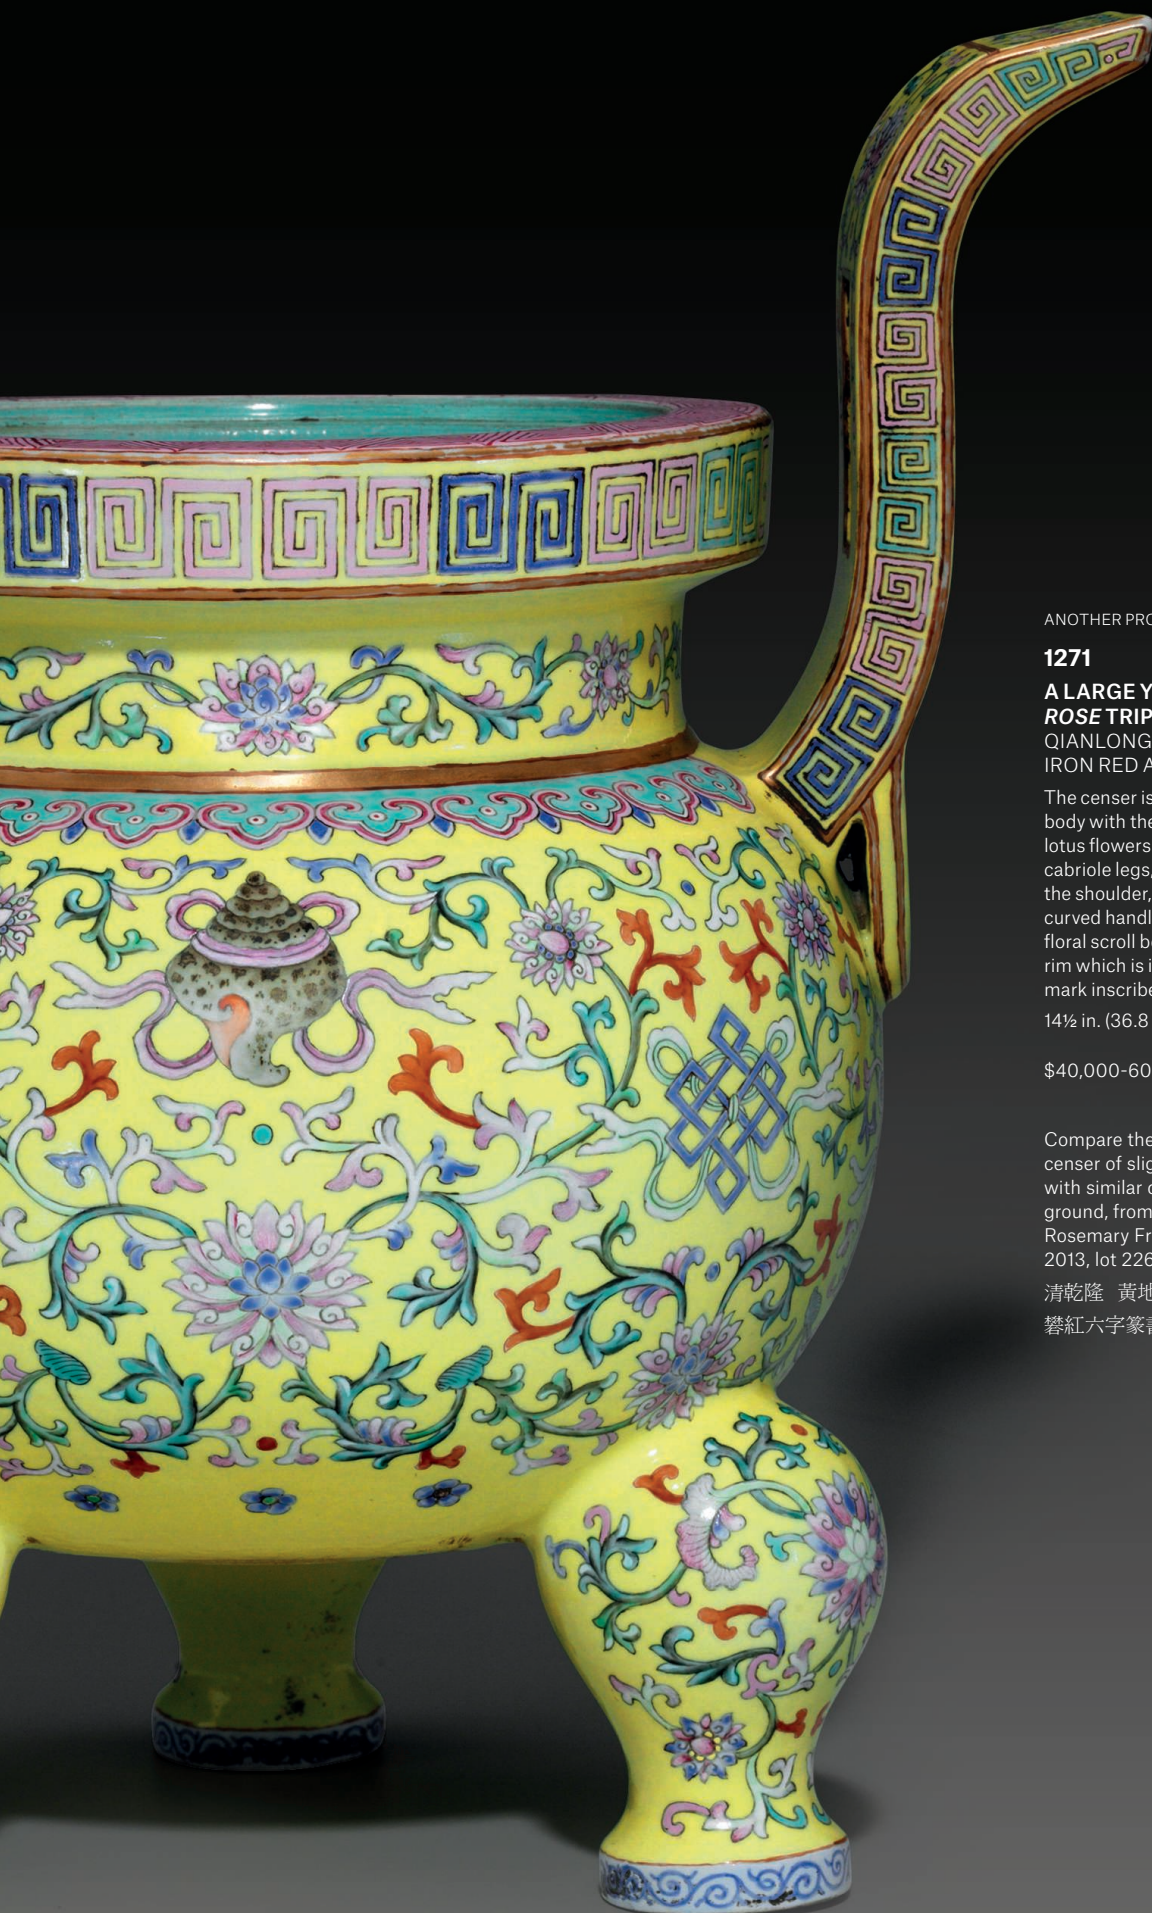 ANOTHER PRO
1271
A LARGE Y
ROSE TRIP
QIANLONG
IRON RED A
The censer is
body with the
lotus flowers
cabriole legs,
the shoulder,
curved handl
floral scroll b
rim which is i
mark inscribe
14½ in. (36.8
$40,000-60
Compare the
censer of slig
with similar
ground, from
Rosemary Fr
2013, lot 226
清乾隆 黃地
礬紅六字篆書